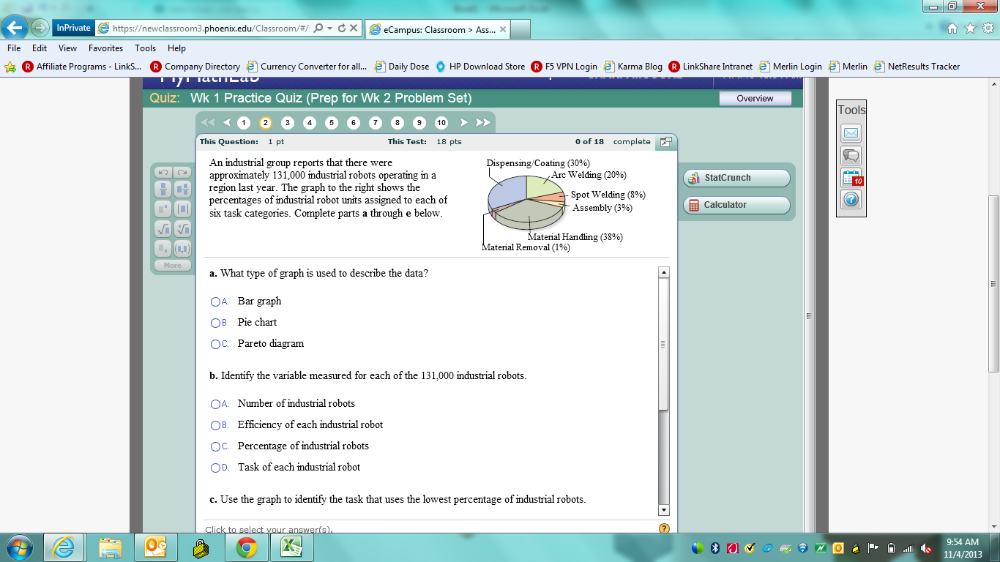 InPrivate
https://newclassroom3.phoenix.edu/Classroom/#/
eCampus: Classroom > Ass...
File Edit View Favorites Tools Help
Affiliate Programs - LinkS... Company Directory Currency Converter for all... Daily Dose HP Download Store F5 VPN Login Karma Blog LinkShare Intranet Merlin Login Merlin NetResults Tracker
MyMathLab
Quiz: Wk 1 Practice Quiz (Prep for Wk 2 Problem Set)
Overview
1 2 3 4 5 6 7 8 9 10
This Question: 1 pt This Test: 18 pts 0 of 18 complete
An industrial group reports that there were
approximately 131,000 industrial robots operating in a
region last year. The graph to the right shows the
percentages of industrial robot units assigned to each of
six task categories. Complete parts a through e below.
Dispensing/Coating (30%)
Arc Welding (20%)
Spot Welding (8%)
Assembly (3%)
Material Handling (38%)
Material Removal (1%)
More
StatCrunch
Calculator
Tools
10
a. What type of graph is used to describe the data?
A. Bar graph
B. Pie chart
C. Pareto diagram
b. Identify the variable measured for each of the 131,000 industrial robots.
A. Number of industrial robots
B. Efficiency of each industrial robot
C. Percentage of industrial robots
D. Task of each industrial robot
c. Use the graph to identify the task that uses the lowest percentage of industrial robots.
Click to select your answer(s).
9:54 AM
11/4/2013